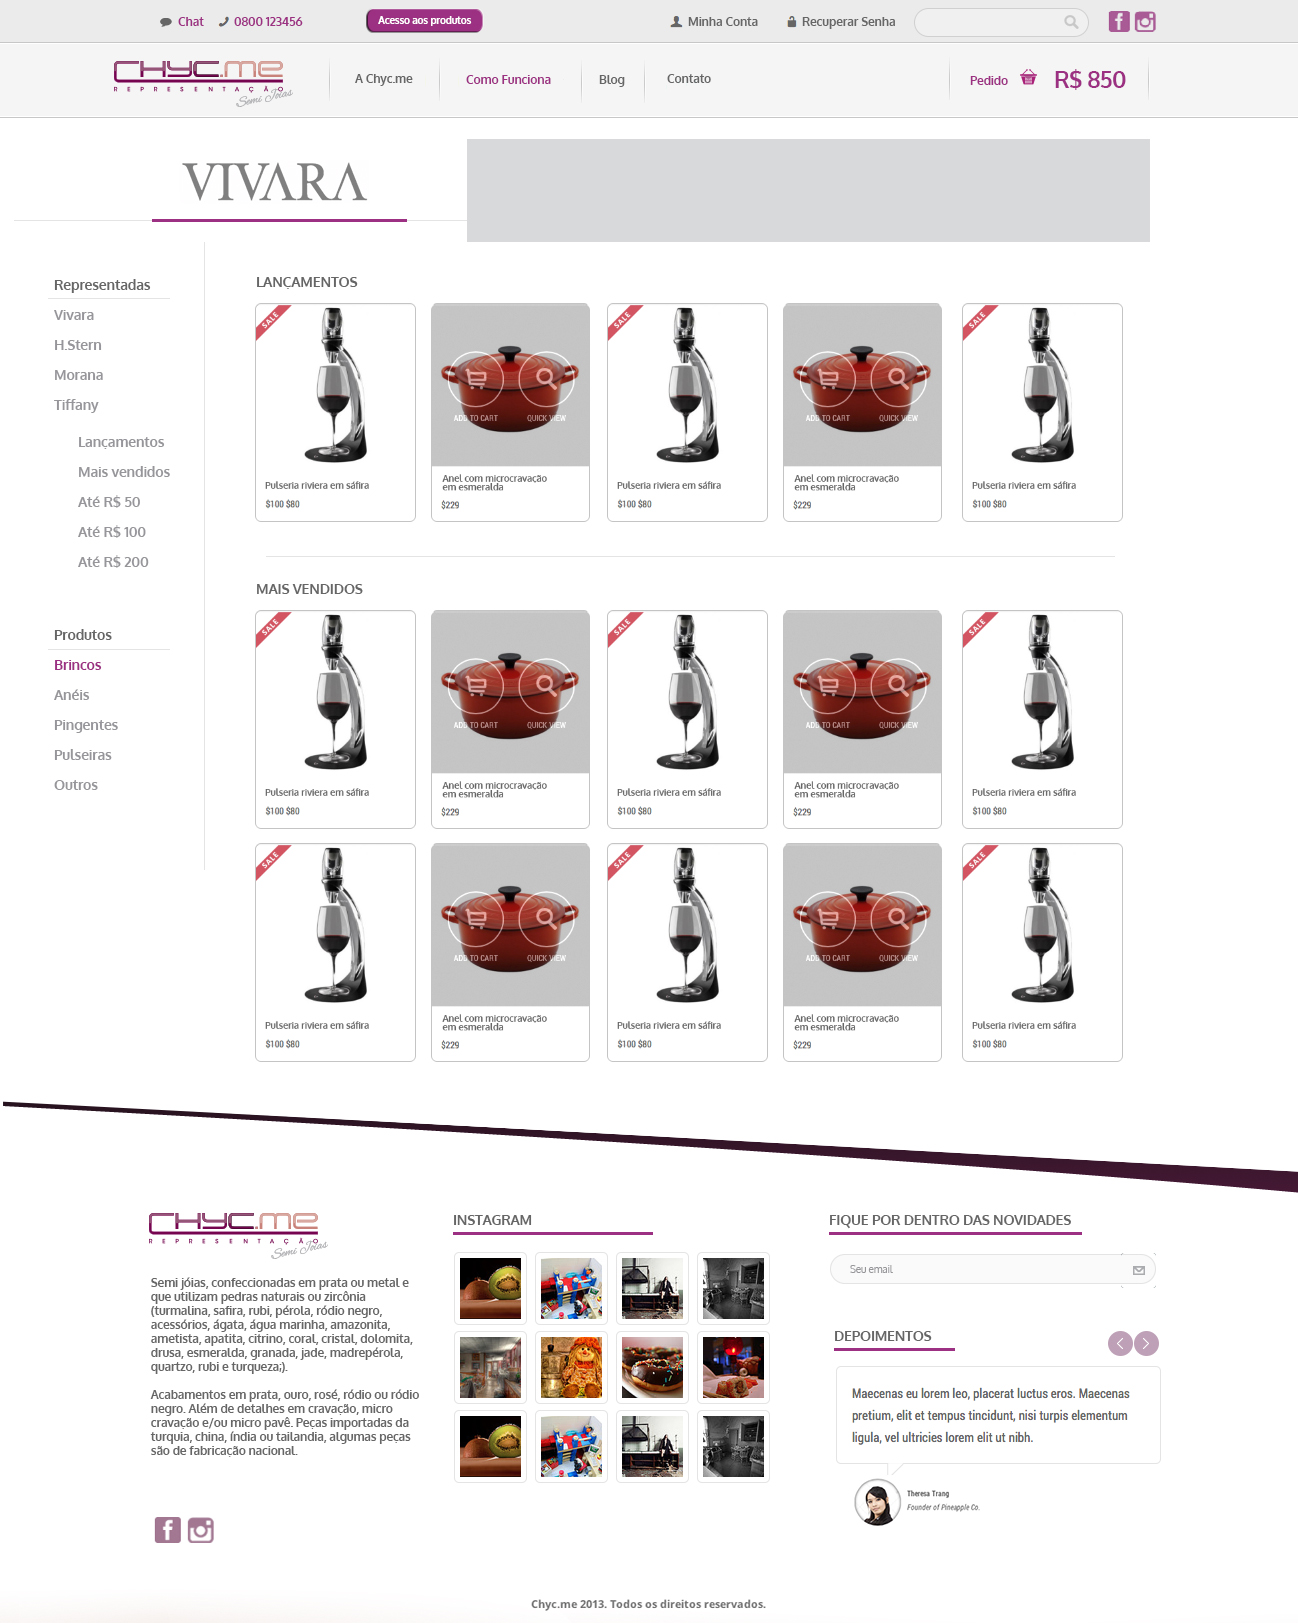 Chat
0800 123456
Acesso aos produtos
Minha Conta
Recuperar Senha
CHYC.ME
REPRESENTAÇÃO
Semi Joias
A Chyc.me
Como Funciona
Blog
Contato
Pedido
R$ 850
VIVARA
Representadas
Vivara
H.Stern
Morana
Tiffany
Lançamentos
Mais vendidos
Até R$ 50
Até R$ 100
Até R$ 200
Produtos
Brincos
Anéis
Pingentes
Pulseiras
Outros
LANÇAMENTOS
SALE
Pulseria riviera em sáfira
$100 $80
ADD TO CART
QUICK VIEW
Anel com microcravação
em esmeralda
$229
SALE
Pulseria riviera em sáfira
$100 $80
ADD TO CART
QUICK VIEW
Anel com microcravação
em esmeralda
$229
SALE
Pulseria riviera em sáfira
$100 $80
MAIS VENDIDOS
SALE
Pulseria riviera em sáfira
$100 $80
ADD TO CART
QUICK VIEW
Anel com microcravação
em esmeralda
$229
SALE
Pulseria riviera em sáfira
$100 $80
ADD TO CART
QUICK VIEW
Anel com microcravação
em esmeralda
$229
SALE
Pulseria riviera em sáfira
$100 $80
SALE
Pulseria riviera em sáfira
$100 $80
ADD TO CART
QUICK VIEW
Anel com microcravação
em esmeralda
$229
SALE
Pulseria riviera em sáfira
$100 $80
ADD TO CART
QUICK VIEW
Anel com microcravação
em esmeralda
$229
SALE
Pulseria riviera em sáfira
$100 $80
CHYC.ME
REPRESENTAÇÃO
Semi Joias
Semi jóias, confeccionadas em prata ou metal e
que utilizam pedras naturais ou zircônia
(turmalina, safira, rubi, pérola, ródio negro,
acessórios, ágata, água marinha, amazonita,
ametista, apatita, citrino, coral, cristal, dolomita,
drusa, esmeralda, granada, jade, madrepérola,
quartzo, rubi e turqueza;).
Acabamentos em prata, ouro, rosé, ródio ou ródio
negro. Além de detalhes em cravação, micro
cravação e/ou micro pavê. Peças importadas da
turquia, china, índia ou tailandia, algumas peças
são de fabricação nacional.
INSTAGRAM
FIQUE POR DENTRO DAS NOVIDADES
Seu email
DEPOIMENTOS
Maecenas eu lorem leo, placerat luctus eros. Maecenas
pretium, elit et tempus tincidunt, nisi turpis elementum
ligula, vel ultricies lorem elit ut nibh.
Theresa Trang
Founder of Pineapple Co.
Chyc.me 2013. Todos os direitos reservados.